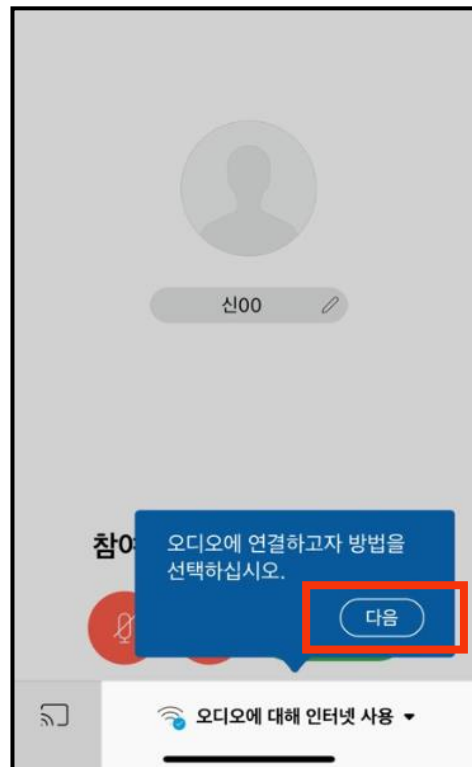 신00
참여
오디오에 연결하고자 방법을
선택하십시오.
다음
오디오에 대해 인터넷 사용